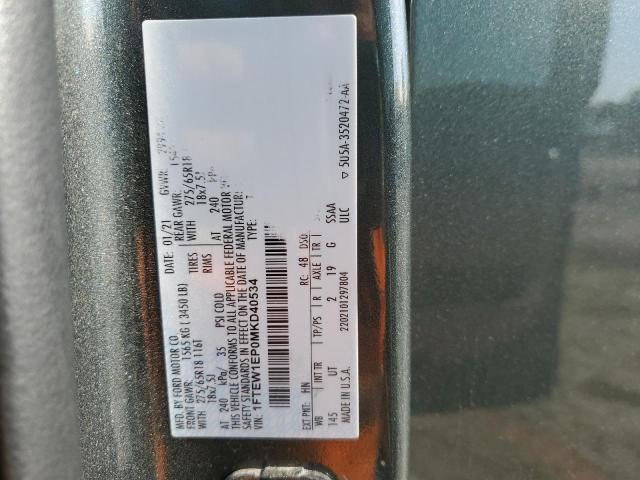 MFD. BY FORD MOTOR CO.
DATE: 01/21 GVWR:
FRONT GAWR: 1565 KG ( 3450 LB) REAR GAWR:
WITH 275/65R18 116T TIRES WITH 275/65R18
18x7.5J RIMS 18x7.5J
AT 240 kPa/ 35 PSI COLD AT 240
THIS VEHICLE CONFORMS TO ALL APPLICABLE FEDERAL MOTOR
SAFETY STANDARDS IN EFFECT ON THE DATE OF MANUFACTUR
VIN: 1FTEW1EP0MKD40534 TYPE:
EXT PNT: HN RC: 48 DSO:
WB INT TR TP/PS R AXLE TR
145 UT 2 19 G SSAA
MADE IN U.S.A. 2202101297804 ULC
▽ 5U5A-3520472-AA